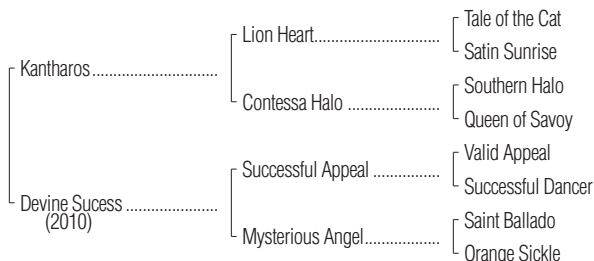 Tale of the Cat
Lion Heart
Satin Sunrise
Kantharos
Southern Halo
Contessa Halo
Queen of Savoy
Valid Appeal
Successful Appeal
Successful Dancer
Devine Sucess
(2010)
Saint Ballado
Mysterious Angel
Orange Sickle